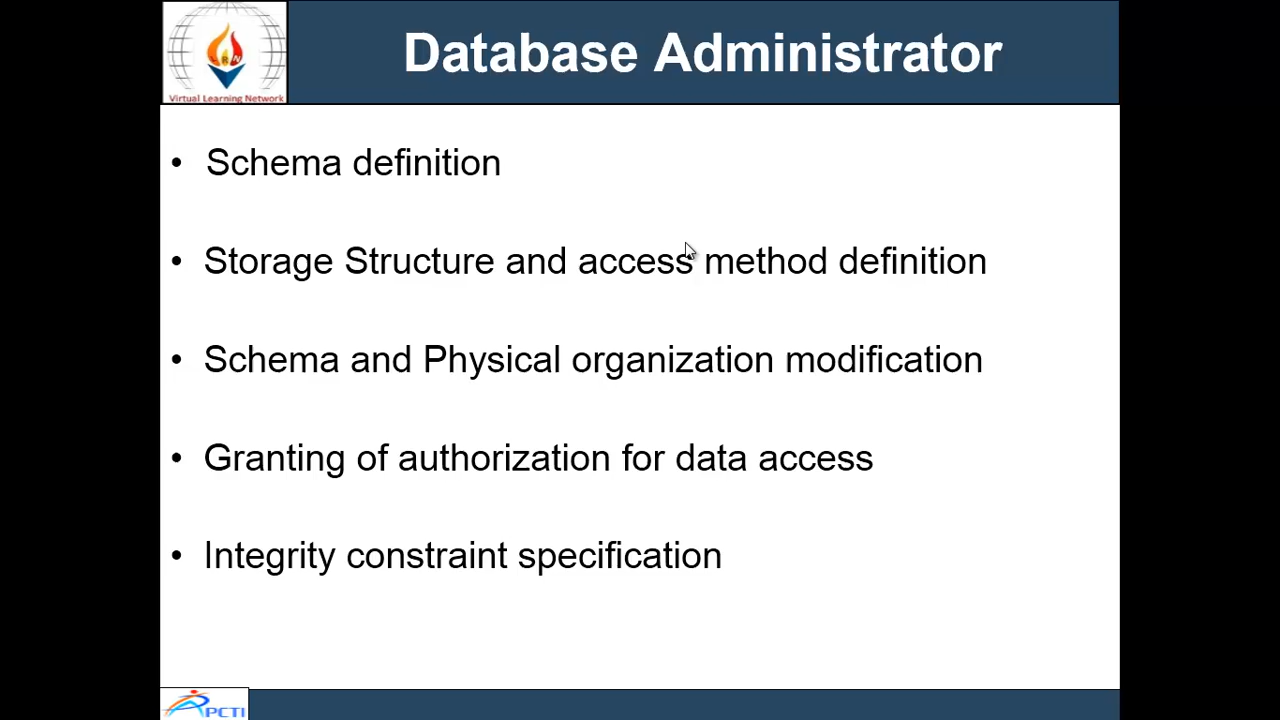 Database Administrator
Virtual Learning Network
• Schema definition
• Storage Structure and access method definition
• Schema and Physical organization modification
• Granting of authorization for data access
• Integrity constraint specification
PCTI